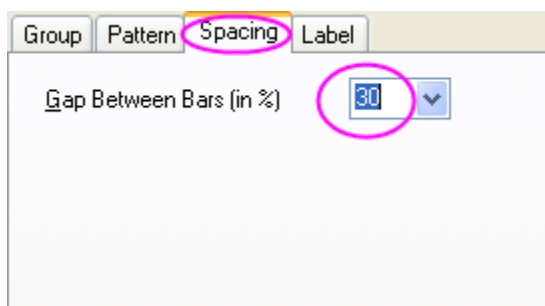 Group Pattern Spacing Label
Gap Between Bars (in %) 30